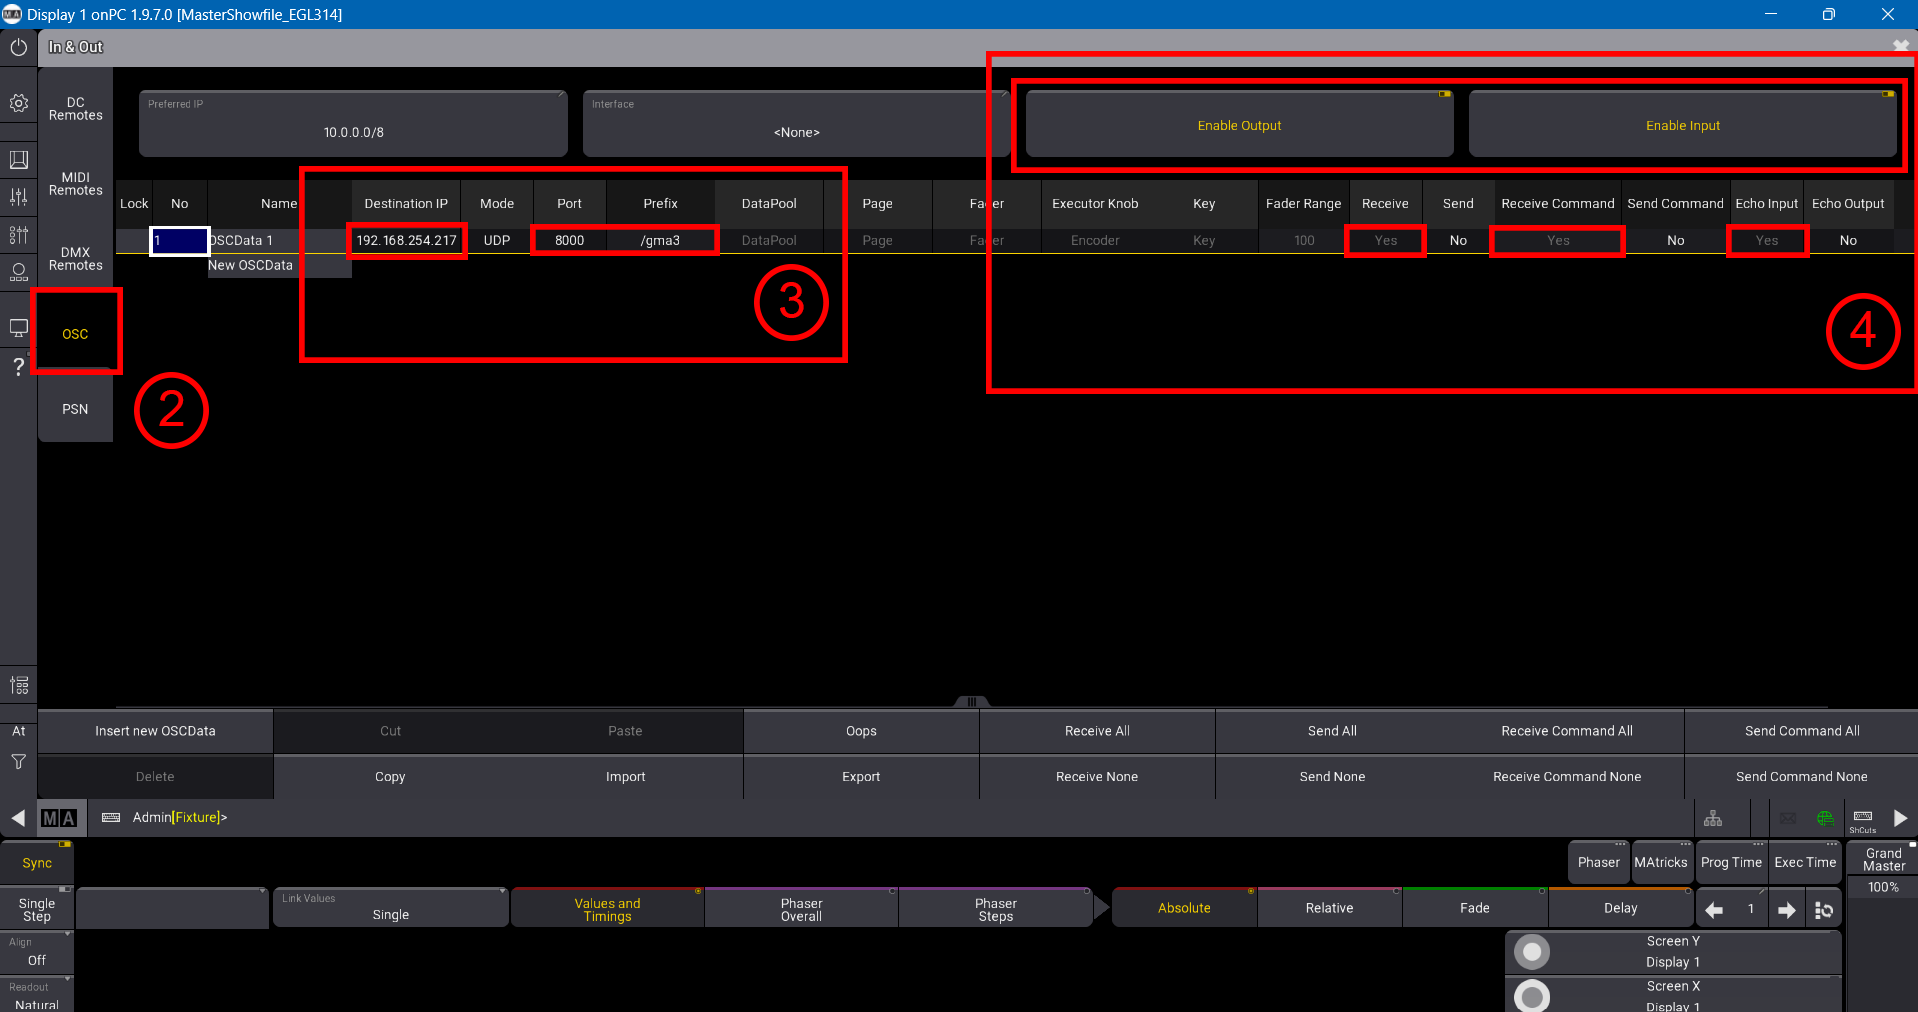 Display 1 onPC 1.9.7.0 [MasterShowfile_EGL314]
In & Out
DC
Remotes
MIDI
Remotes
DMX
Remotes
OSC
PSN
Preferred IP
10.0.0.0/8
Interface
<None>
Enable Output
Enable Input
Lock No Name Destination IP Mode Port Prefix DataPool Page Fader Executor Knob Key Fader Range Receive Send Receive Command Send Command Echo Input Echo Output
1 OSCData 1 192.168.254.217 UDP 8000 /gma3 DataPool Page Fader Encoder Key 100 Yes No Yes No Yes No
New OSCData
2
3
4
?
At
Insert new OSCData Cut Paste Oops Receive All Send All Receive Command All Send Command All
Delete Copy Import Export Receive None Send None Receive Command None Send Command None
MA
Admin[Fixture]>
ShCuts
Sync
Phaser MAtricks Prog Time Exec Time
Grand
Master
100%
Single
Step
Link Values
Single
Values and
Timings
Phaser
Overall
Phaser
Steps
Absolute Relative Fade Delay 1
Align
Off
Readout
Natural
Screen Y
Display 1
Screen X
Display 1